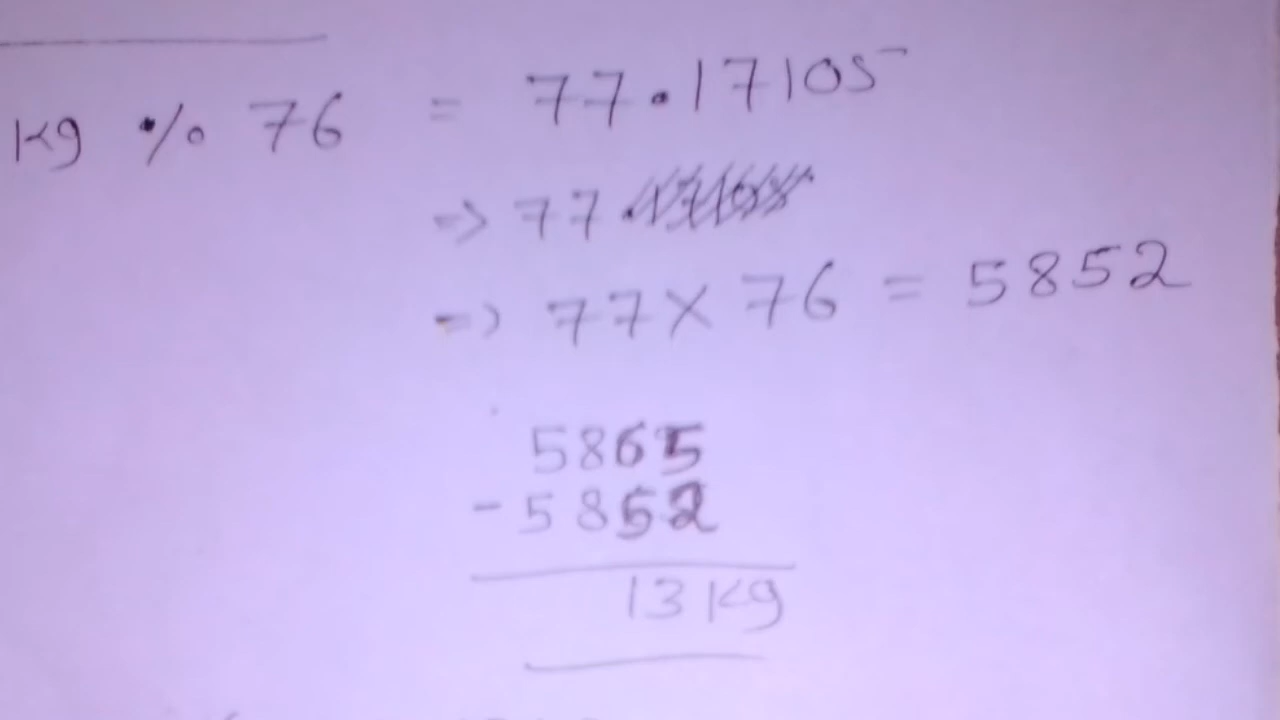 kg % 76 = 77.17105
=> 77
=> 77 X 76 = 5852
5865
- 5852
13 kg